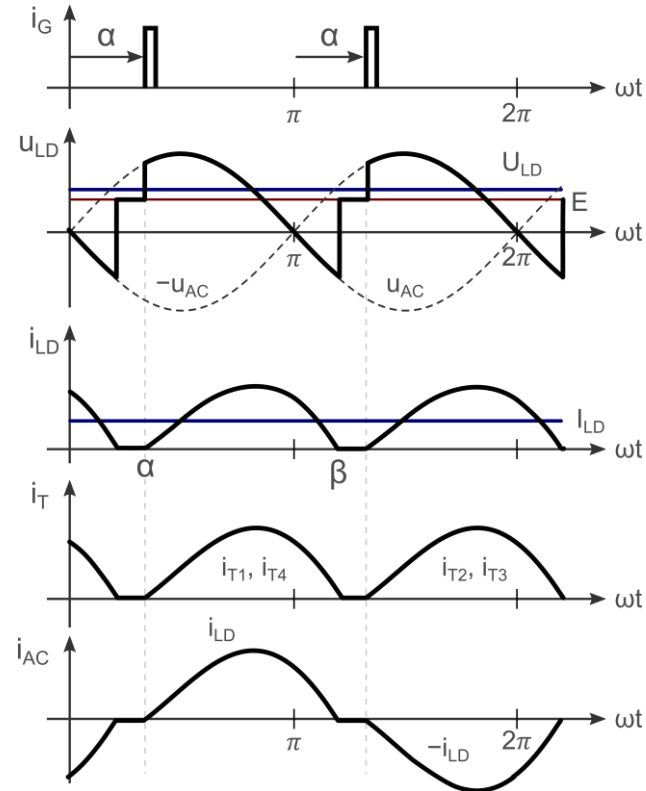 i_G
α α
ωt
π 2π
u_LD
U_LD
E
ωt
π 2π
−u_AC u_AC
i_LD
I_LD
ωt
α β
i_T
i_T1, i_T4 i_T2, i_T3
ωt
π 2π
i_LD
i_AC
ωt
π 2π
−i_LD